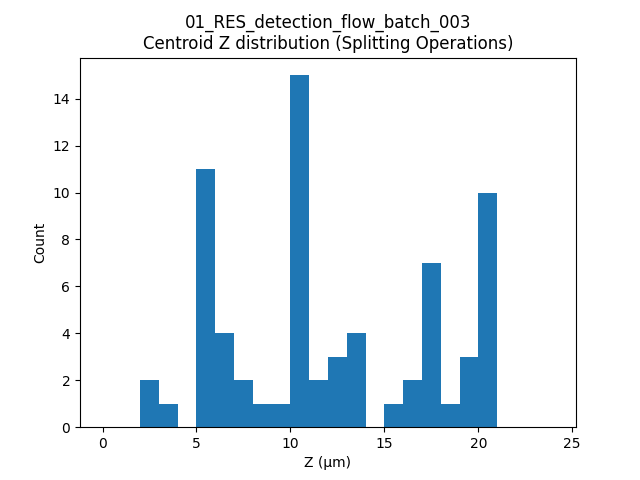 01_RES_detection_flow_batch_003
Centroid Z distribution (Splitting Operations)
14
12
10
8
6
4
2
0
Count
0 5 10 15 20 25
Z (µm)